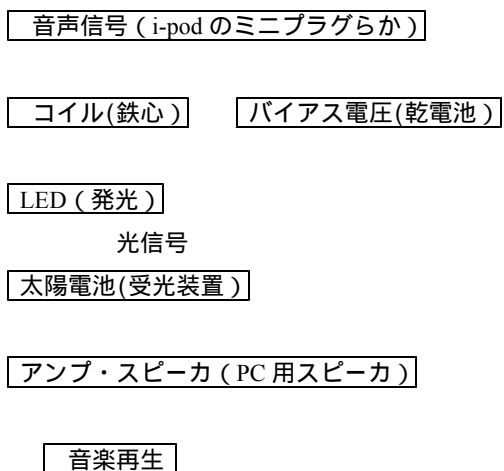 音声信号（i-pod のミニプラグらか）
コイル(鉄心） バイアス電圧(乾電池）
LED（発光）
光信号
太陽電池(受光装置）
アンプ・スピーカ（PC 用スピーカ）
音楽再生